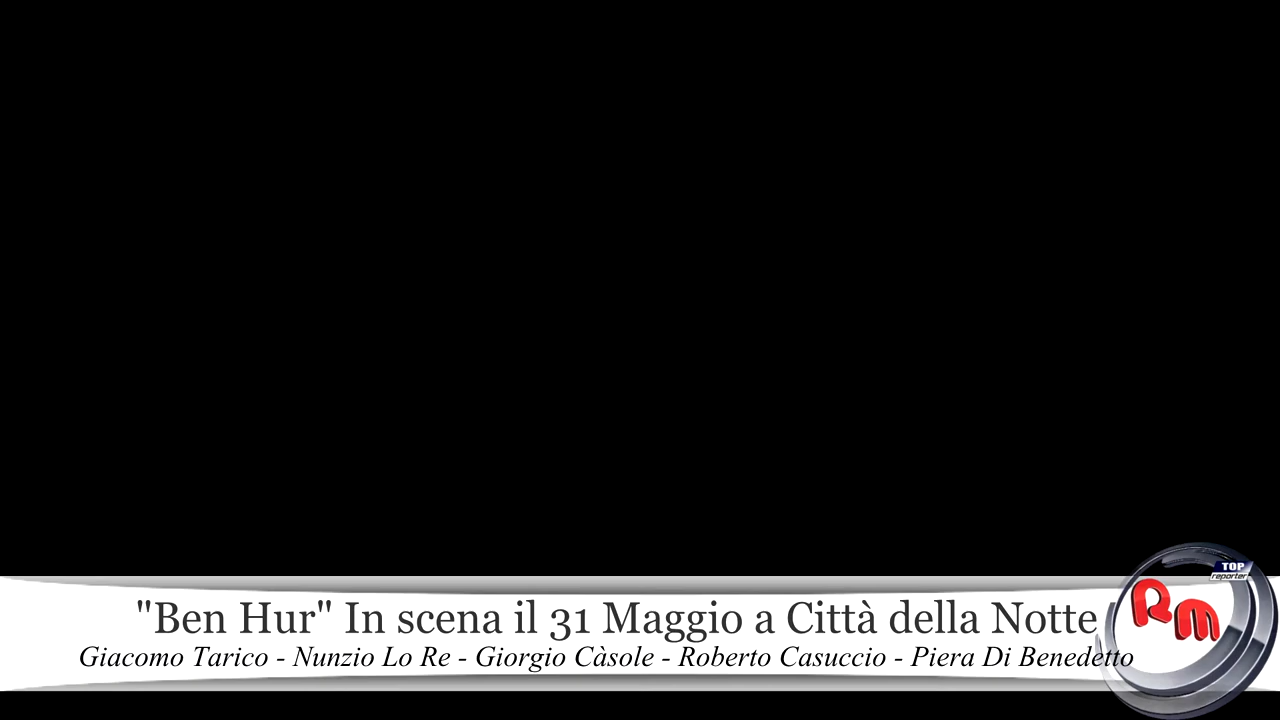 TOP
reporter
RM
"Ben Hur" In scena il 31 Maggio a Città della Notte
Giacomo Tarico - Nunzio Lo Re - Giorgio Càsole - Roberto Casuccio - Piera Di Benedetto